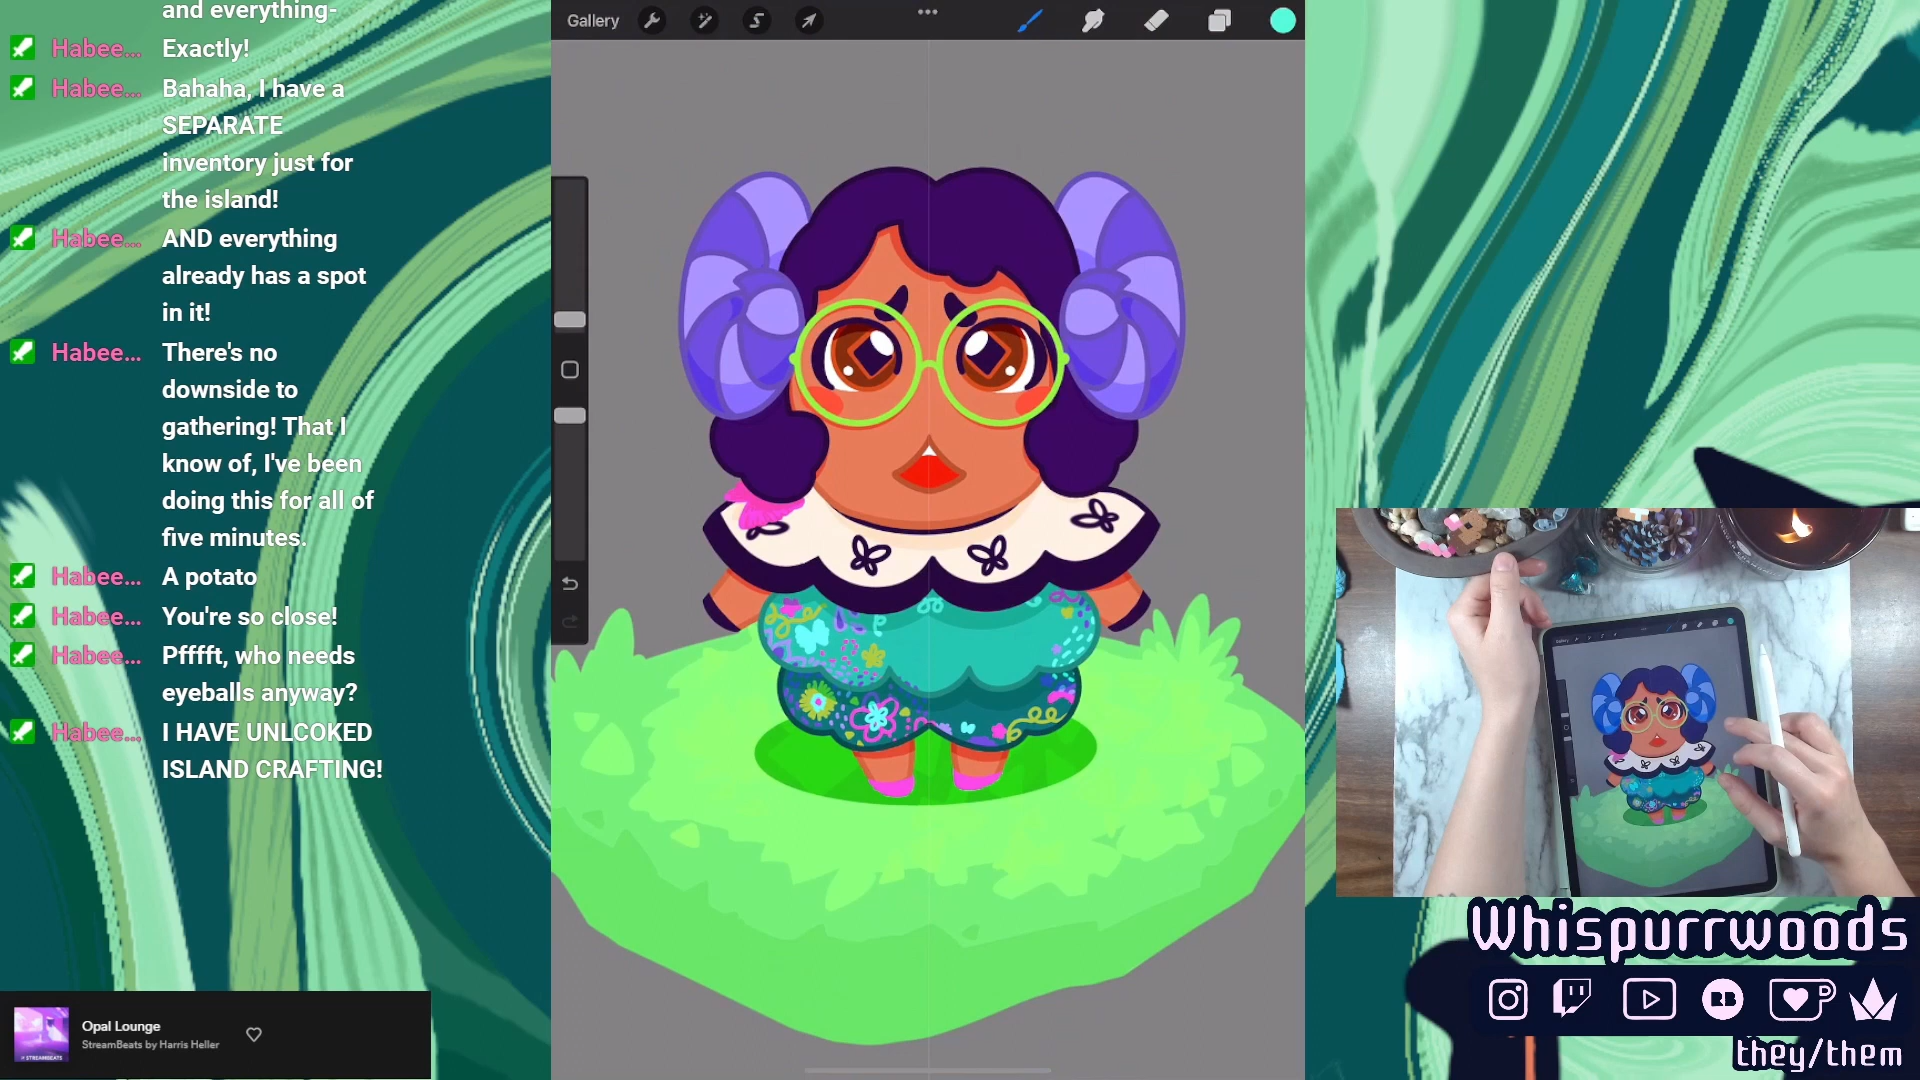 and everything-
Habee... Exactly!
Habee... Bahaha, I have a
SEPARATE
inventory just for
the island!
Habee... AND everything
already has a spot
in it!
Habee... There's no
downside to
gathering! That I
know of, I've been
doing this for all of
five minutes.
Habee... A potato
Habee... You're so close!
Habee... Pfffft, who needs
eyeballs anyway?
Habee... I HAVE UNLCOKED
ISLAND CRAFTING!
Opal Lounge
StreamBeats by Harris Heller
Gallery
Whispurrwoods
they/them